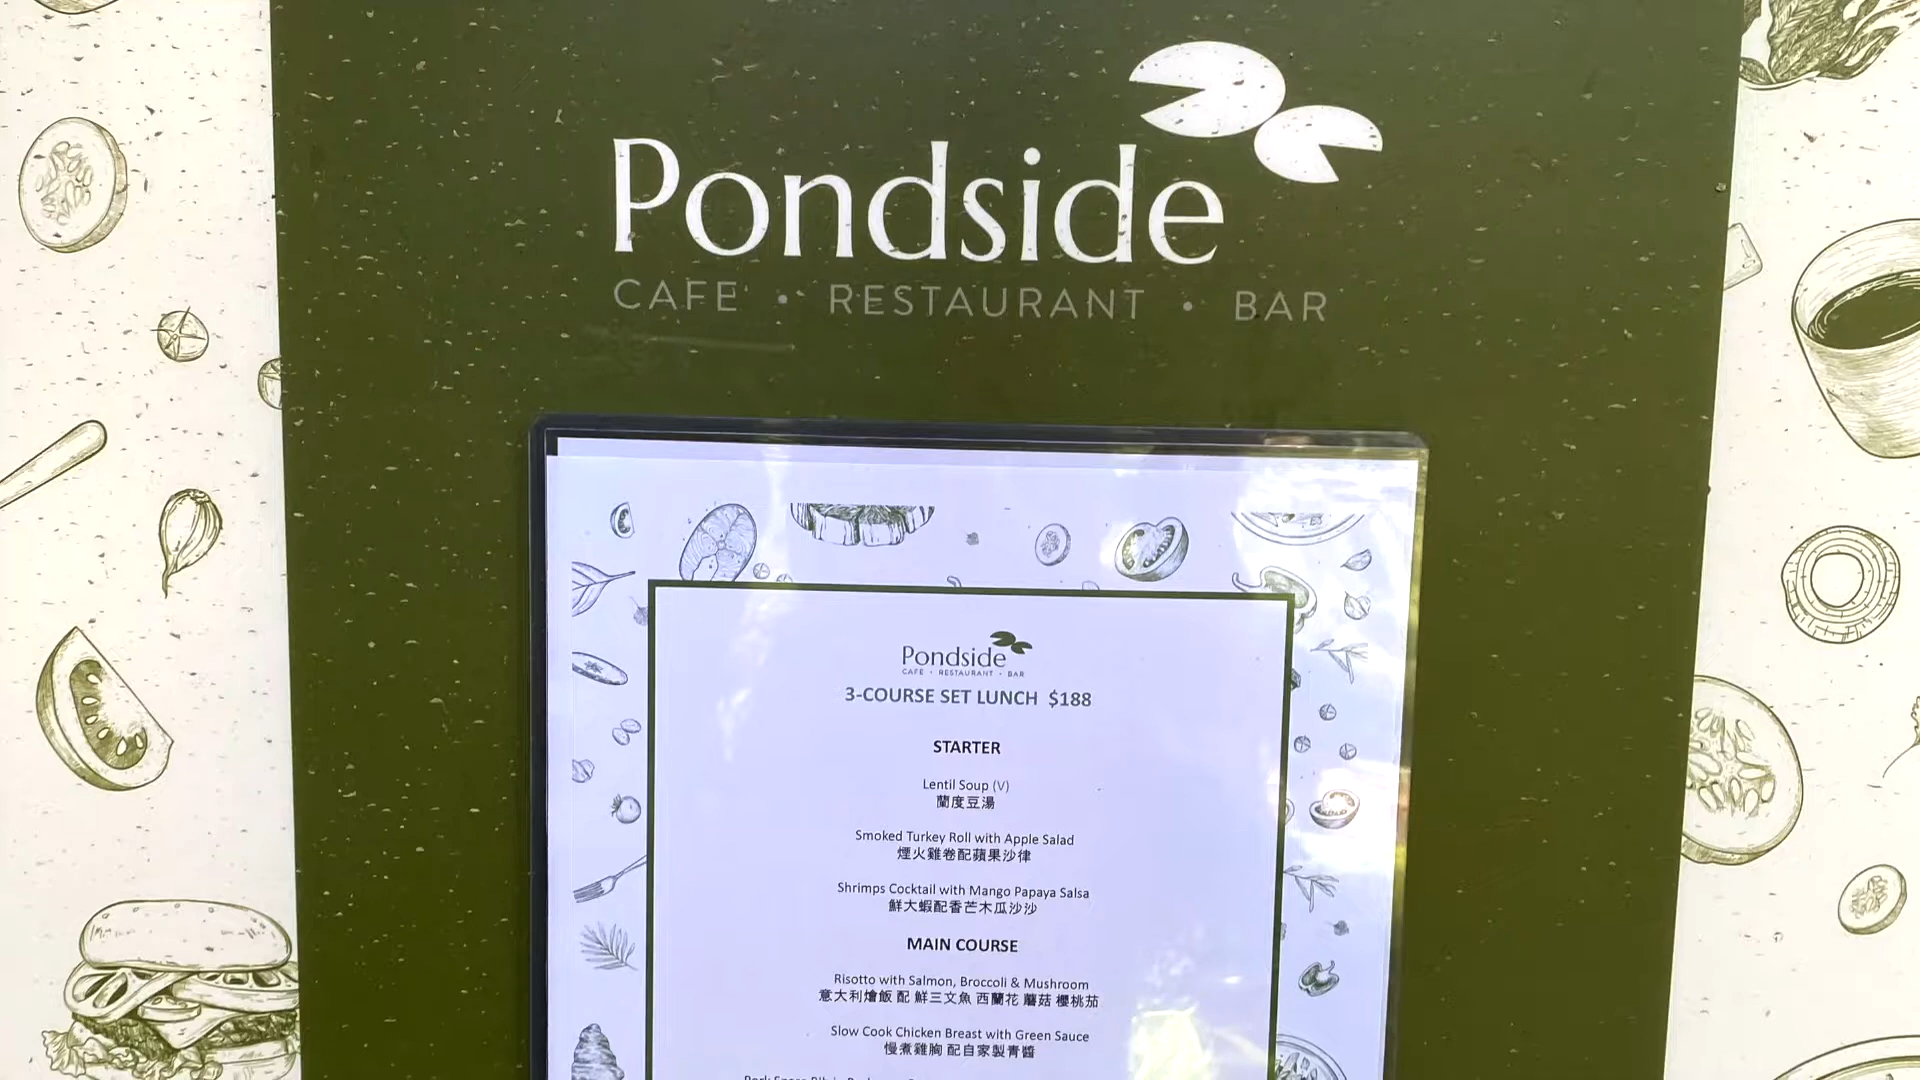 Pondside
CAFE • RESTAURANT • BAR
Pondside
CAFE • RESTAURANT • BAR
3-COURSE SET LUNCH $188
STARTER
Lentil Soup (V)
蘭度豆湯
Smoked Turkey Roll with Apple Salad
煙火雞卷配蘋果沙律
Shrimps Cocktail with Mango Papaya Salsa
鮮大蝦配香芒木瓜沙沙
MAIN COURSE
Risotto with Salmon, Broccoli & Mushroom
意大利燴飯 配 鮮三文魚 西蘭花 蘑菇 櫻桃茄
Slow Cook Chicken Breast with Green Sauce
慢煮雞胸 配自家製青醬